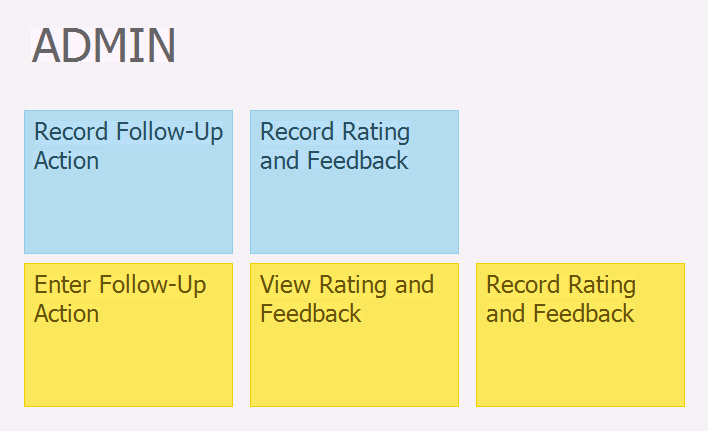 ADMIN
Record Follow-Up
Action
Record Rating
and Feedback
Enter Follow-Up
Action
View Rating and
Feedback
Record Rating
and Feedback